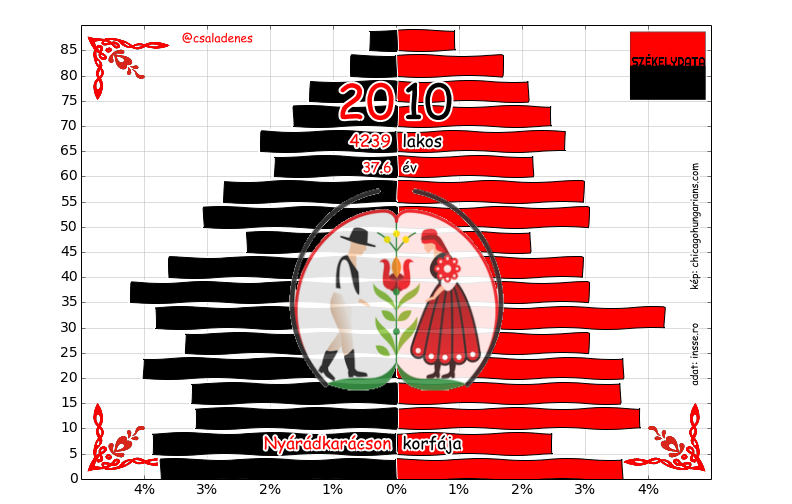 @csaladenes
SZÉKELYDATA
2010
4239 lakos
37.6 év
kép: chicagohungarians.com/
adat: insse.ro
Nyárádkarácson korfája
85
80
75
70
65
60
55
50
45
40
35
30
25
20
15
10
5
0
4% 3% 2% 1% 0% 1% 2% 3% 4%